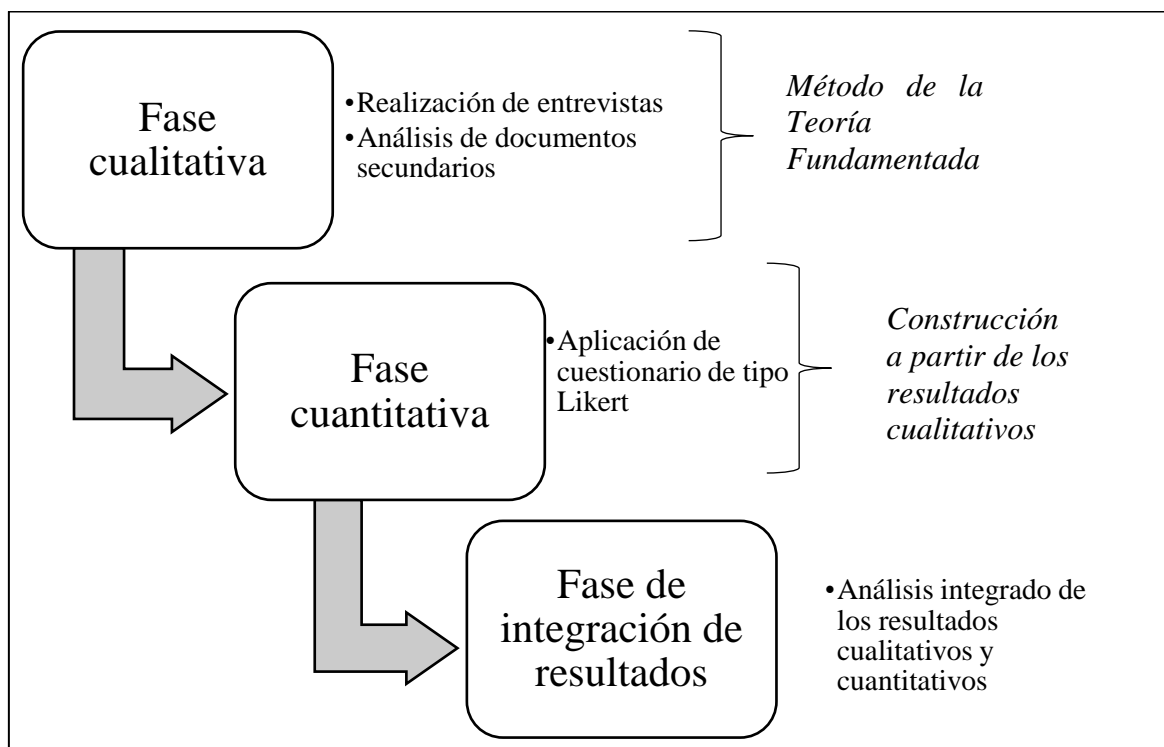 Fase
cualitativa
•Realización de entrevistas
•Análisis de documentos
secundarios
Método de la
Teoría
Fundamentada
Fase
cuantitativa
•Aplicación de
cuestionario de tipo
Likert
Construcción
a partir de los
resultados
cualitativos
Fase de
integración de
resultados
•Análisis integrado de
los resultados
cualitativos y
cuantitativos